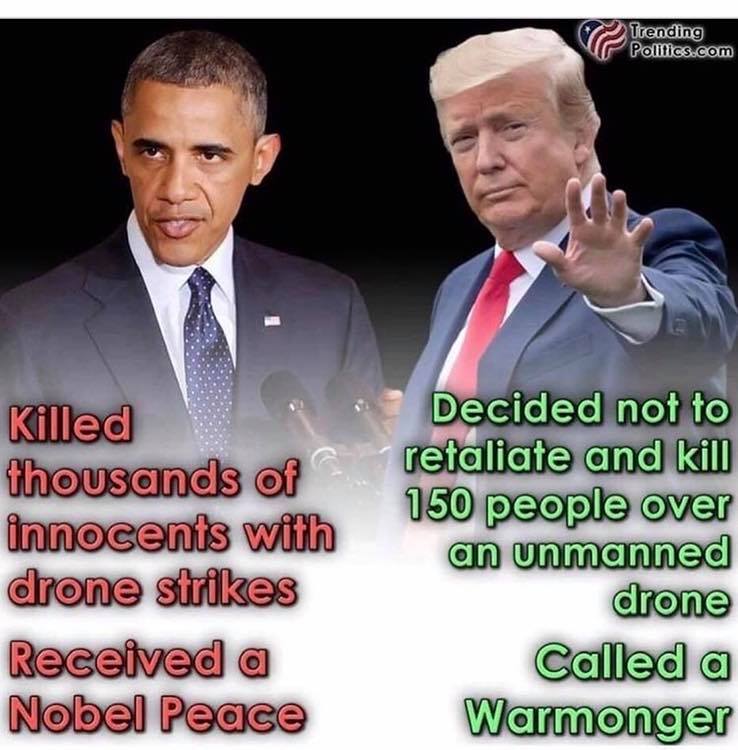 Trending
Politics.com
Killed
thousands of
innocents with
drone strikes
Received a
Nobel Peace
Decided not to
retaliate and kill
150 people over
an unmanned
drone
Called a
Warmonger